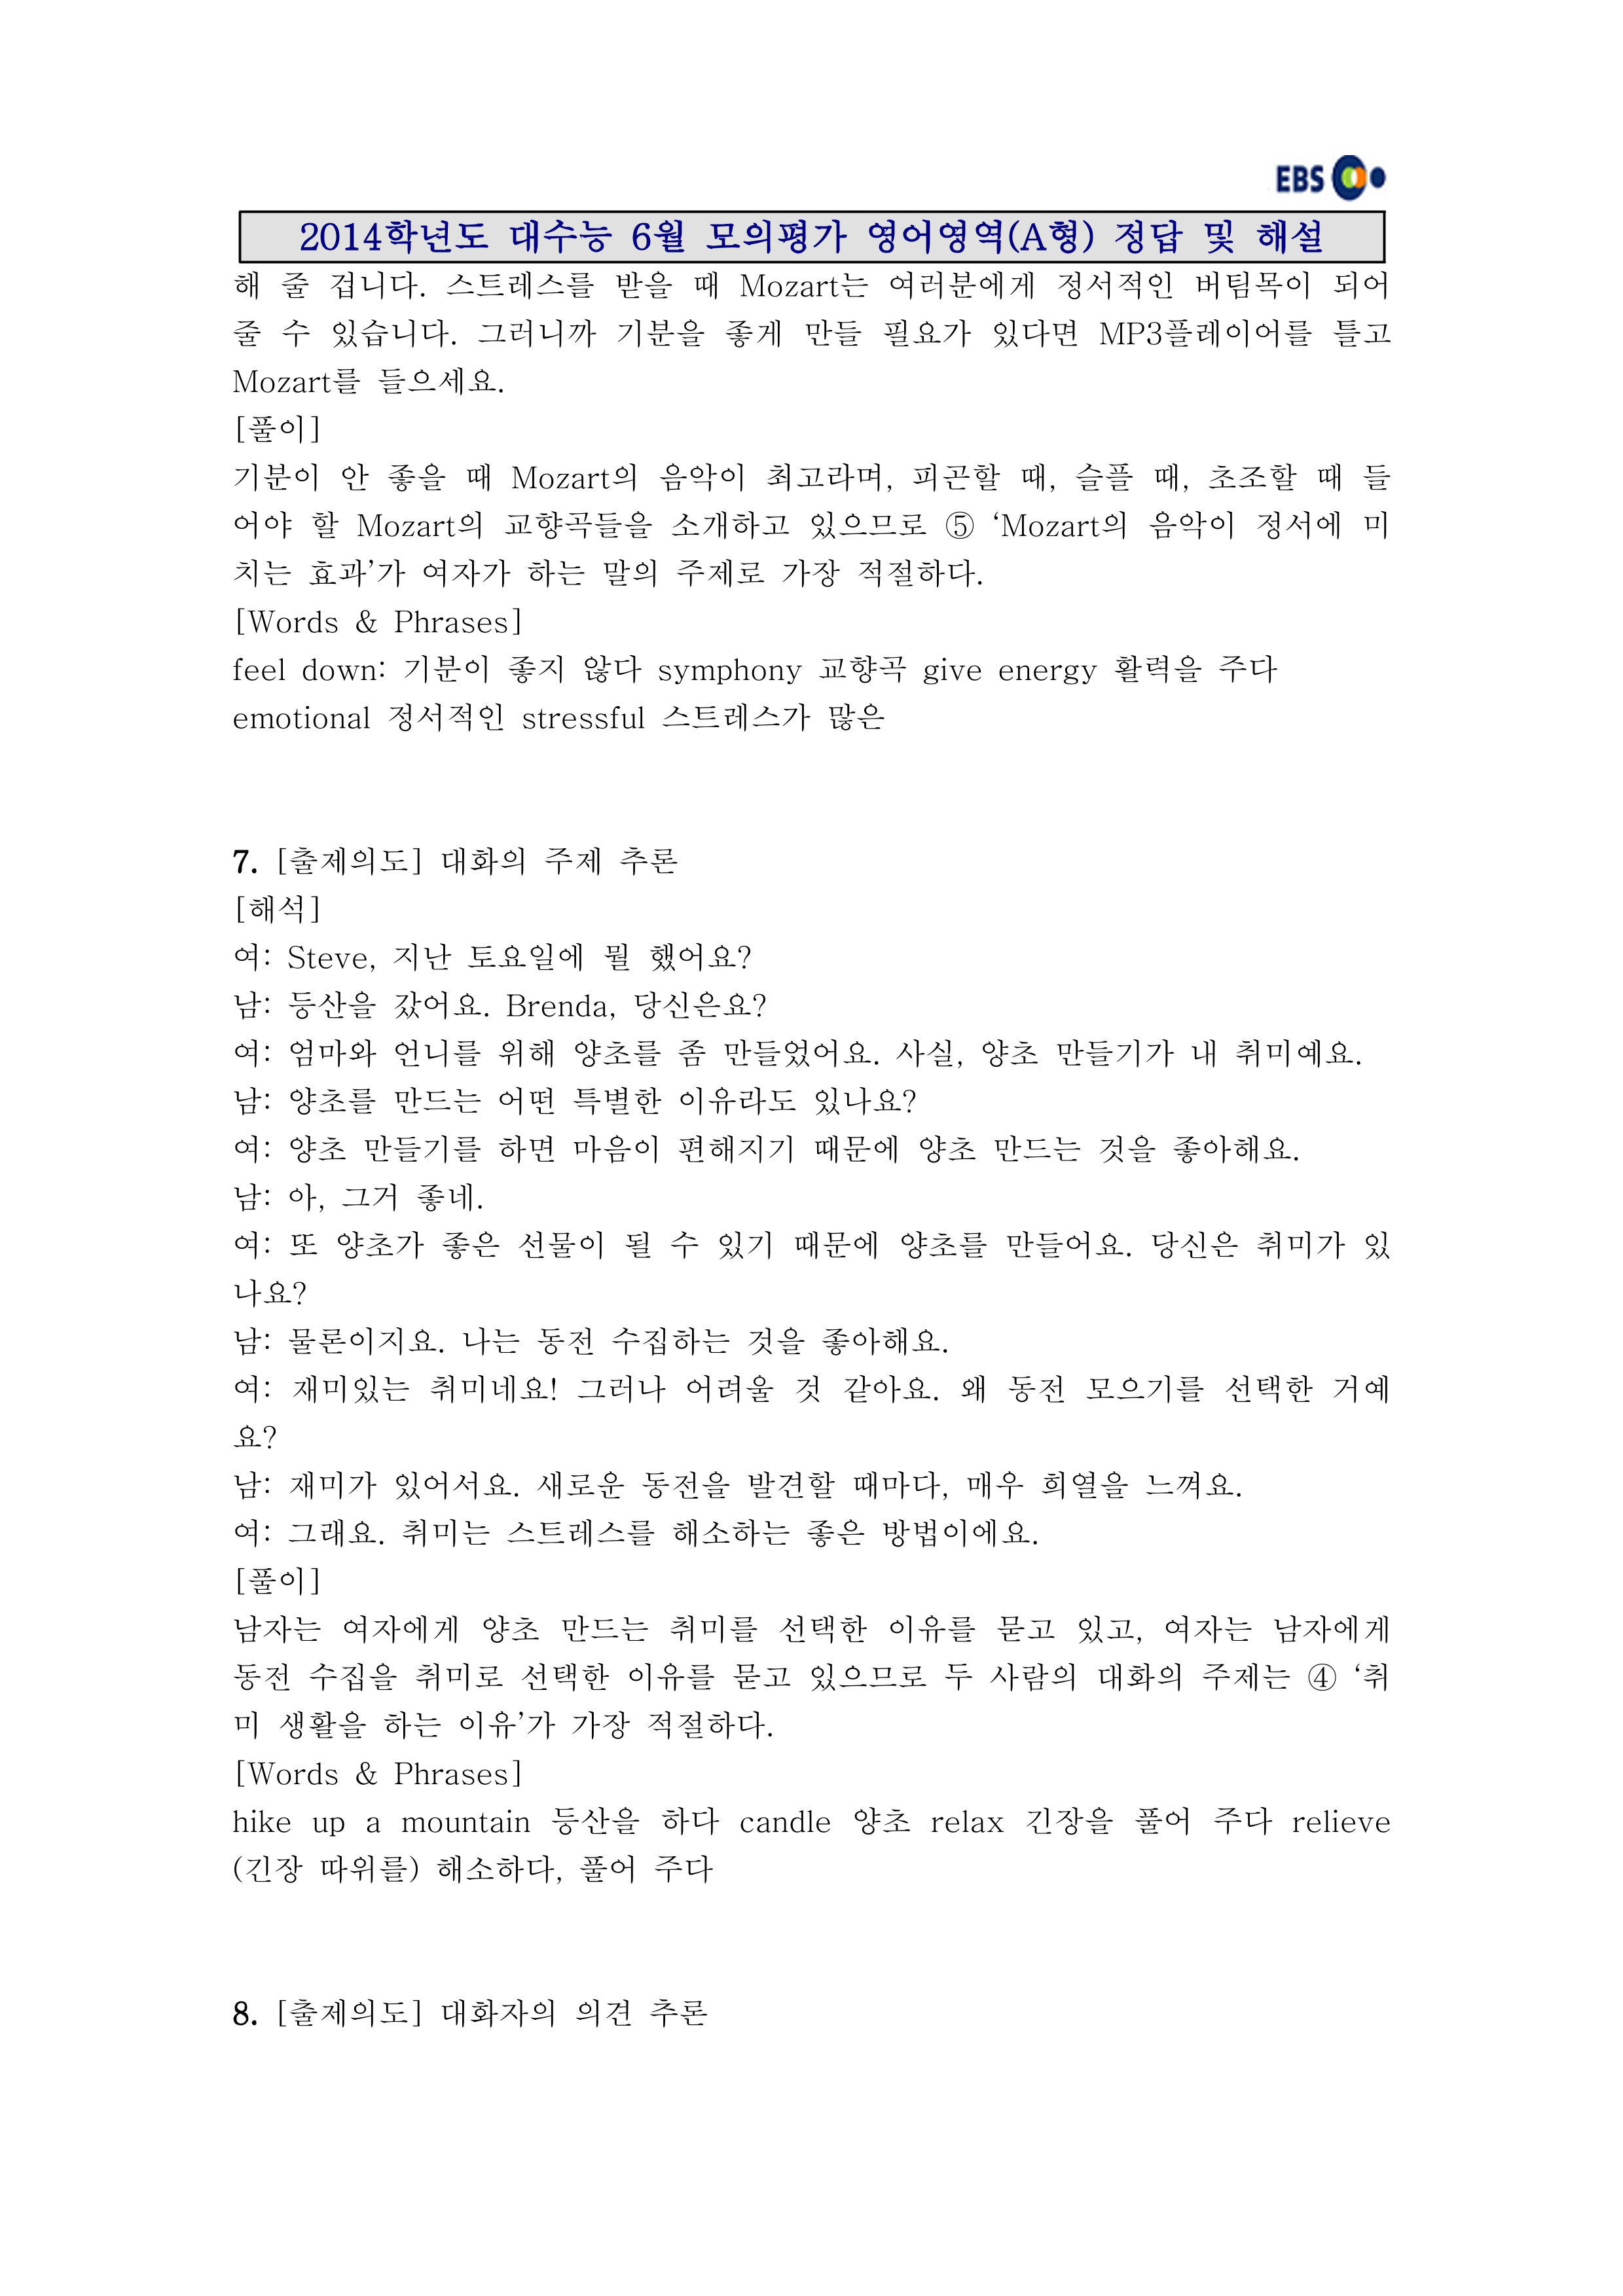 EBS
2014학년도 대수능 6월 모의평가 영어영역(A형) 정답 및 해설
해 줄 겁니다. 스트레스를 받을 때 Mozart는 여러분에게 정서적인 버팀목이 되어
줄 수 있습니다. 그러니까 기분을 좋게 만들 필요가 있다면 MP3플레이어를 틀고
Mozart를 들으세요.
[풀이]
기분이 안 좋을 때 Mozart의 음악이 최고라며, 피곤할 때, 슬플 때, 초조할 때 들
어야 할 Mozart의 교향곡들을 소개하고 있으므로 ⑤ ‘Mozart의 음악이 정서에 미
치는 효과’가 여자가 하는 말의 주제로 가장 적절하다.
[Words & Phrases]
feel down: 기분이 좋지 않다 symphony 교향곡 give energy 활력을 주다
emotional 정서적인 stressful 스트레스가 많은
7. [출제의도] 대화의 주제 추론
[해석]
여: Steve, 지난 토요일에 뭘 했어요?
남: 등산을 갔어요. Brenda, 당신은요?
여: 엄마와 언니를 위해 양초를 좀 만들었어요. 사실, 양초 만들기가 내 취미예요.
남: 양초를 만드는 어떤 특별한 이유라도 있나요?
여: 양초 만들기를 하면 마음이 편해지기 때문에 양초 만드는 것을 좋아해요.
남: 아, 그거 좋네.
여: 또 양초가 좋은 선물이 될 수 있기 때문에 양초를 만들어요. 당신은 취미가 있
나요?
남: 물론이지요. 나는 동전 수집하는 것을 좋아해요.
여: 재미있는 취미네요! 그러나 어려울 것 같아요. 왜 동전 모으기를 선택한 거예
요?
남: 재미가 있어서요. 새로운 동전을 발견할 때마다, 매우 희열을 느껴요.
여: 그래요. 취미는 스트레스를 해소하는 좋은 방법이에요.
[풀이]
남자는 여자에게 양초 만드는 취미를 선택한 이유를 묻고 있고, 여자는 남자에게
동전 수집을 취미로 선택한 이유를 묻고 있으므로 두 사람의 대화의 주제는 ④ ‘취
미 생활을 하는 이유’가 가장 적절하다.
[Words & Phrases]
hike up a mountain 등산을 하다 candle 양초 relax 긴장을 풀어 주다 relieve
(긴장 따위를) 해소하다, 풀어 주다
8. [출제의도] 대화자의 의견 추론